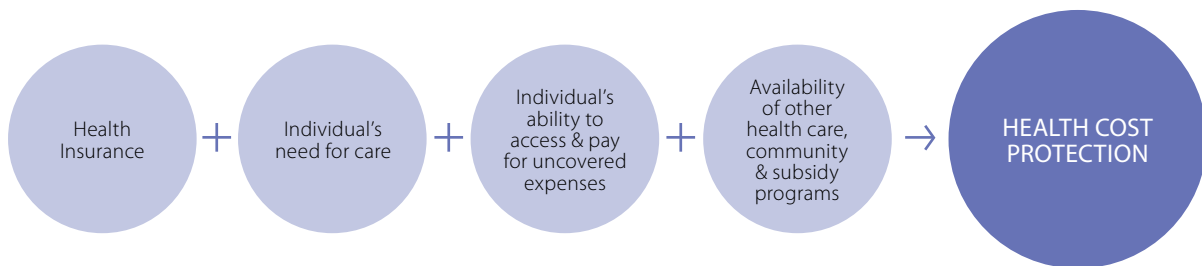 Health
Insurance
+
Individual's
need for care
+
Individual's
ability to
access & pay
for uncovered
expenses
+
Availability
of other
health care,
community
& subsidy
programs
→
HEALTH COST
PROTECTION